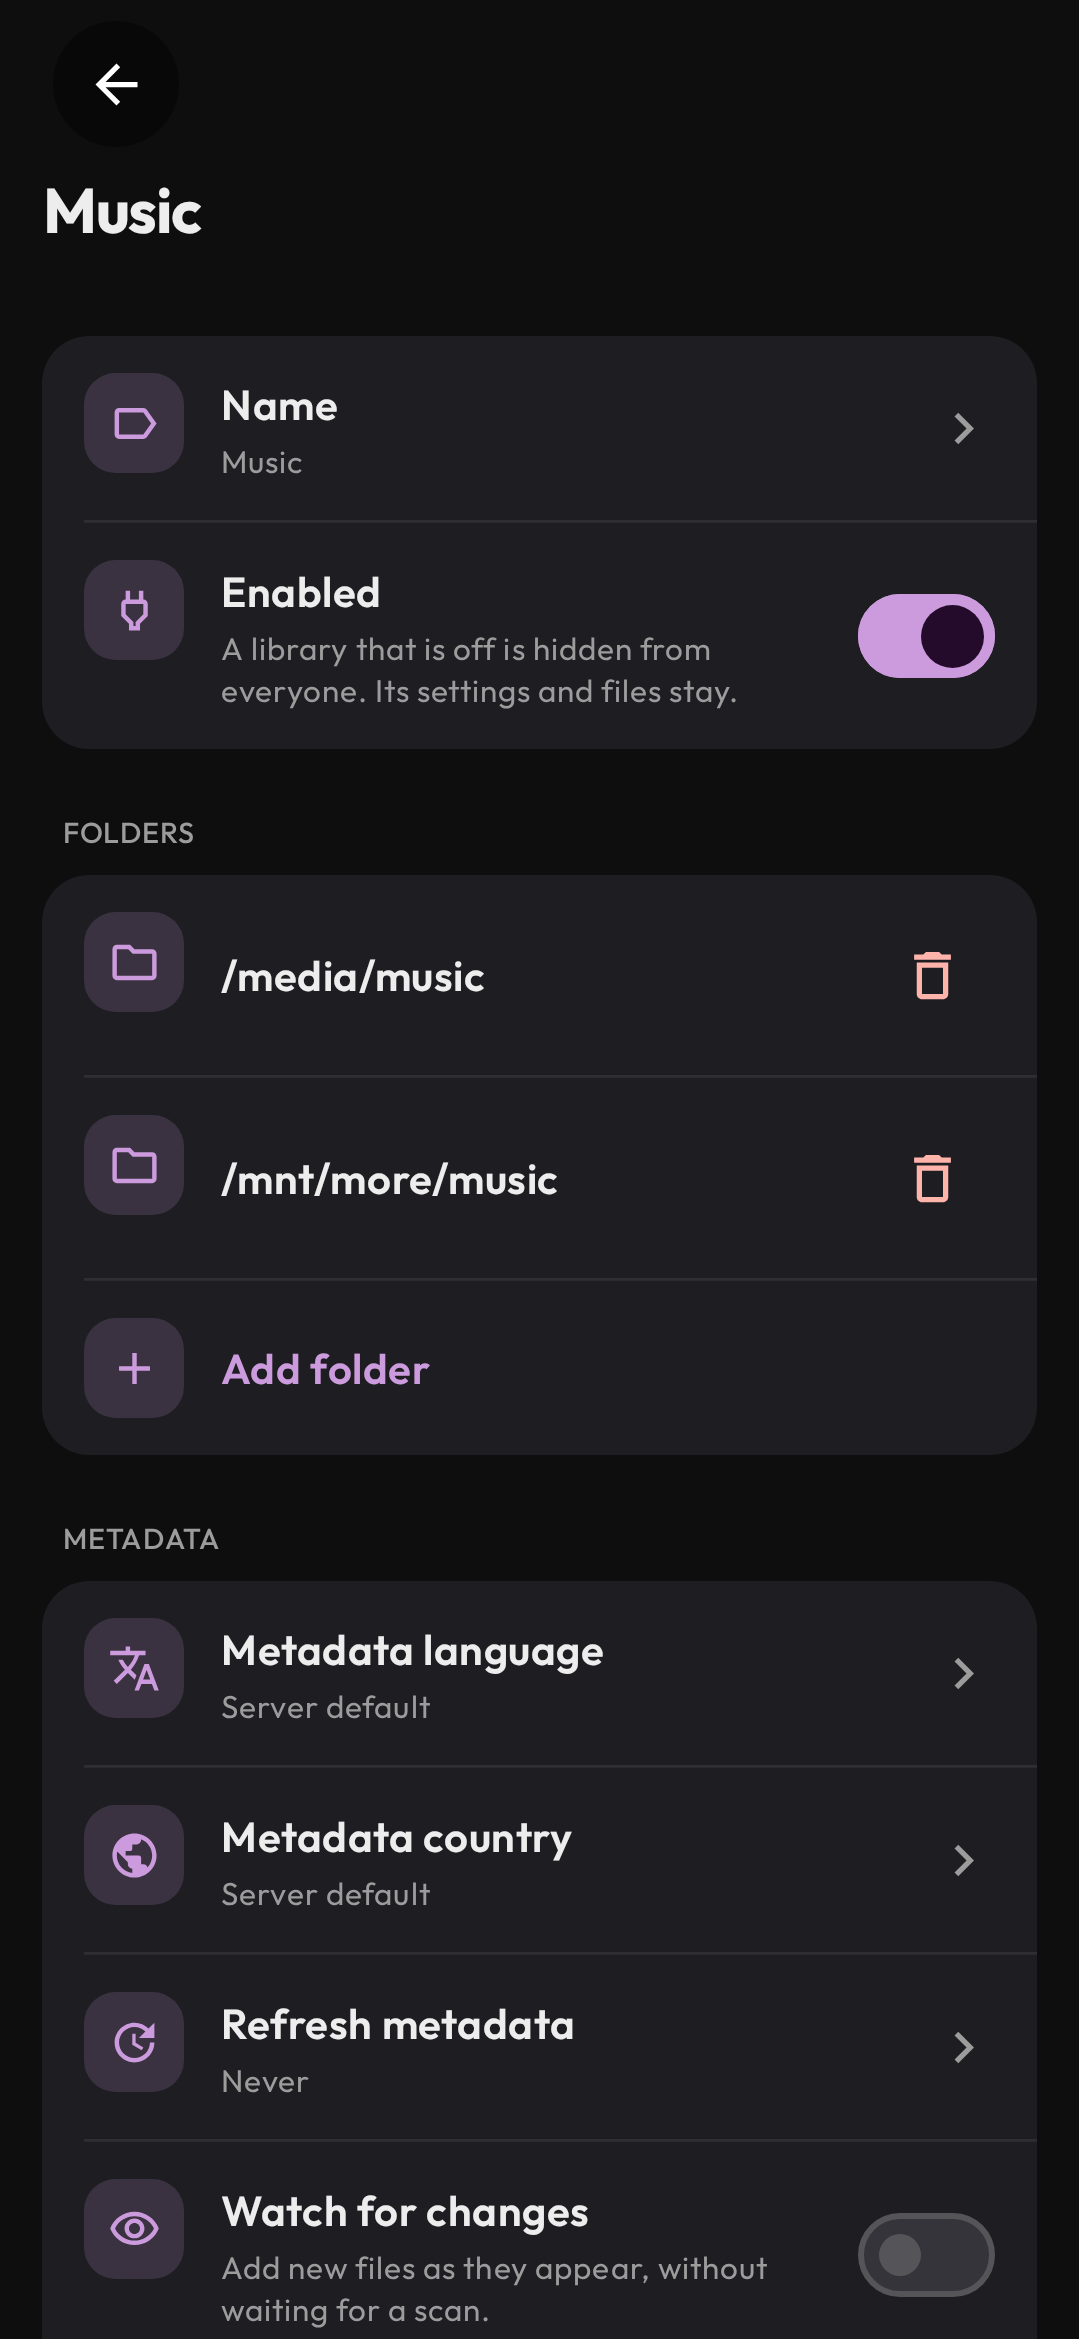 Music
Name
Music
Enabled
A library that is off is hidden from
everyone. Its settings and files stay.
FOLDERS
/media/music
/mnt/more/music
Add folder
METADATA
Metadata language
Server default
Metadata country
Server default
Refresh metadata
Never
Watch for changes
Add new files as they appear, without
waiting for a scan.